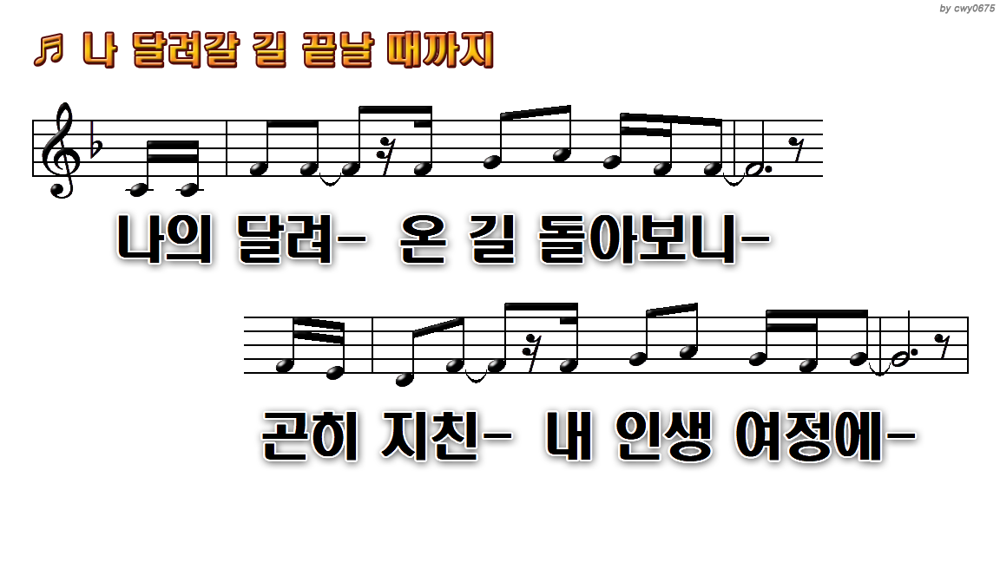 by cwy0675
♬ 나 달려갈 길 끝날 때까지
나의 달려- 온 길 돌아보니-
곤히 지친- 내 인생 여정에-